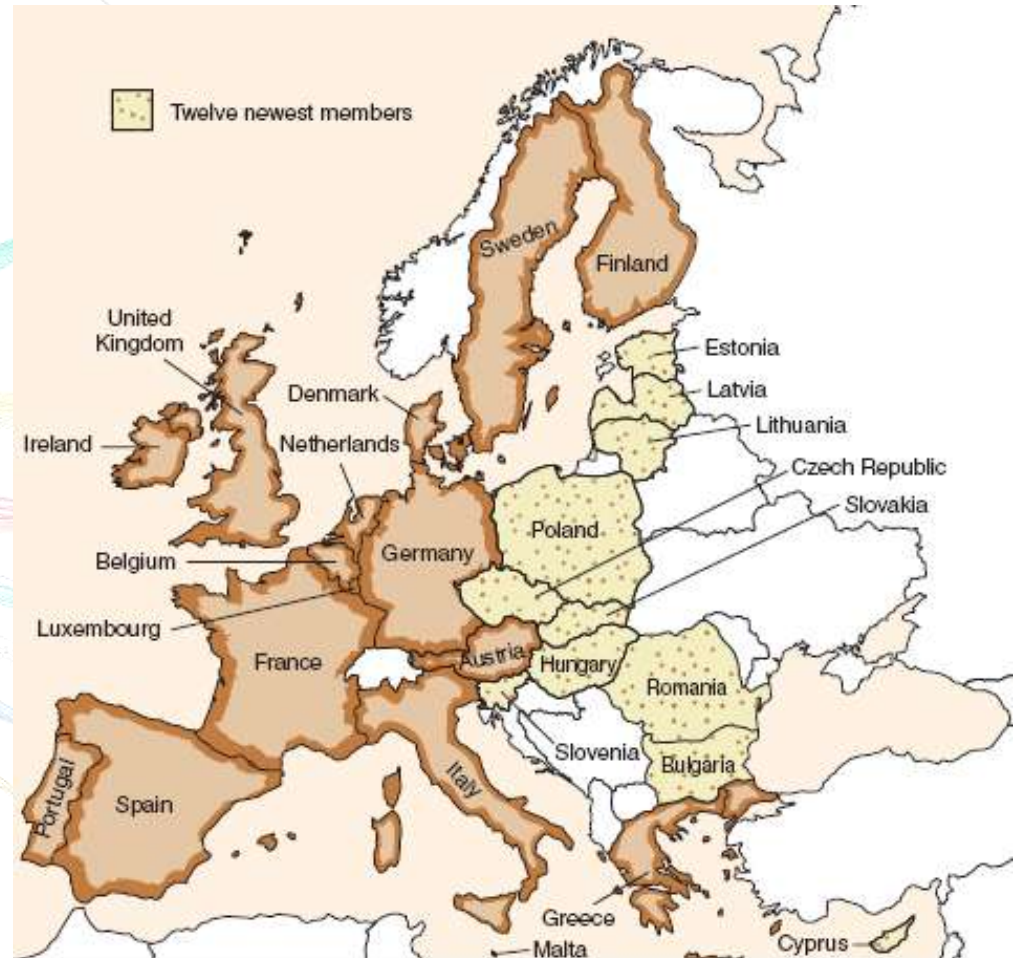 Twelve newest members
Sweden
Finland
United
Kingdom
Estonia
Denmark
Latvia
Ireland
Netherlands
Lithuania
Czech Republic
Slovakia
Poland
Belgium
Germany
Luxembourg
France
Austria
Hungary
Romania
Slovenia
Bulgaria
Italy
Portugal
Spain
Greece
Malta
Cyprus